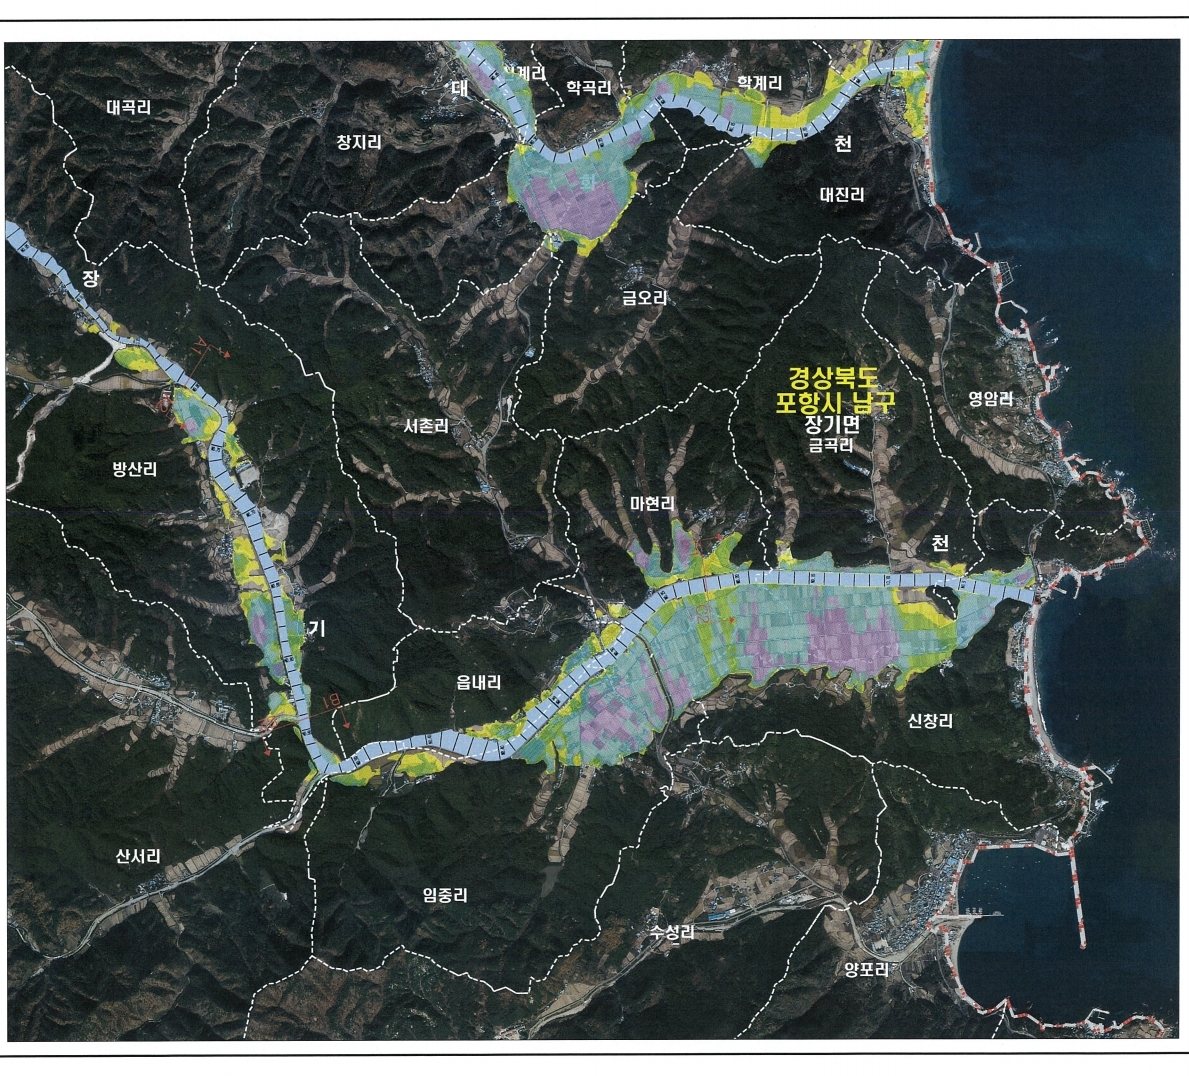 계리
학곡리
학계리
대
대곡리
창지리
천
대진리
장
금오리
경상북도
포항시 남구
장기면
금곡리
영암리
서촌리
방산리
마현리
천
기
읍내리
신창리
산서리
임중리
수성리
양포리